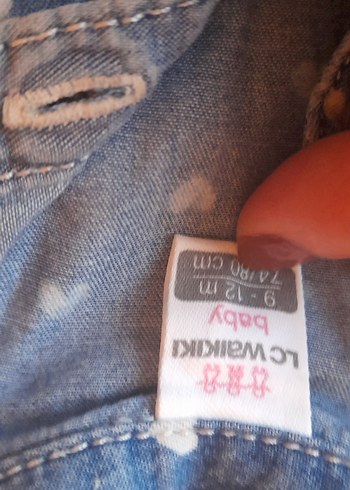 LC WAIKIKI
baby
9 - 12 m
74/80 cm